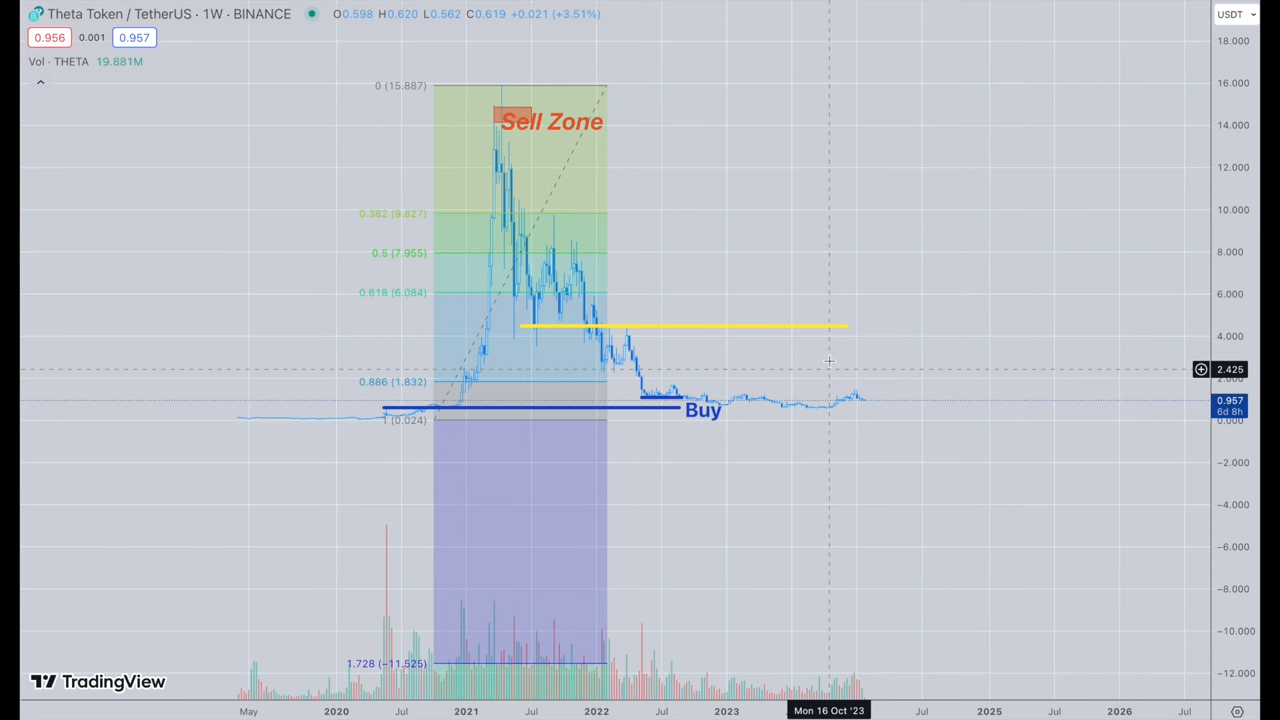 Theta Token / TetherUS · 1W · BINANCE O0.598 H0.620 L0.562 C0.619 +0.021 (+3.51%)
USDT
0.956 0.001 0.957
Vol · THETA 19.881M
18.000
16.000
14.000
12.000
10.000
8.000
6.000
4.000
2.425
2.000
0.957
6d 8h
0.000
−2.000
−4.000
−6.000
−8.000
−10.000
−12.000
0 (15.887)
Sell Zone
0.382 (9.827)
0.5 (7.955)
0.618 (6.084)
0.886 (1.832)
Buy
1 (0.024)
1.728 (−11.525)
TradingView
May 2020 Jul 2021 Jul 2022 Jul 2023 Mon 16 Oct '23 Jul 2025 Jul 2026 Jul